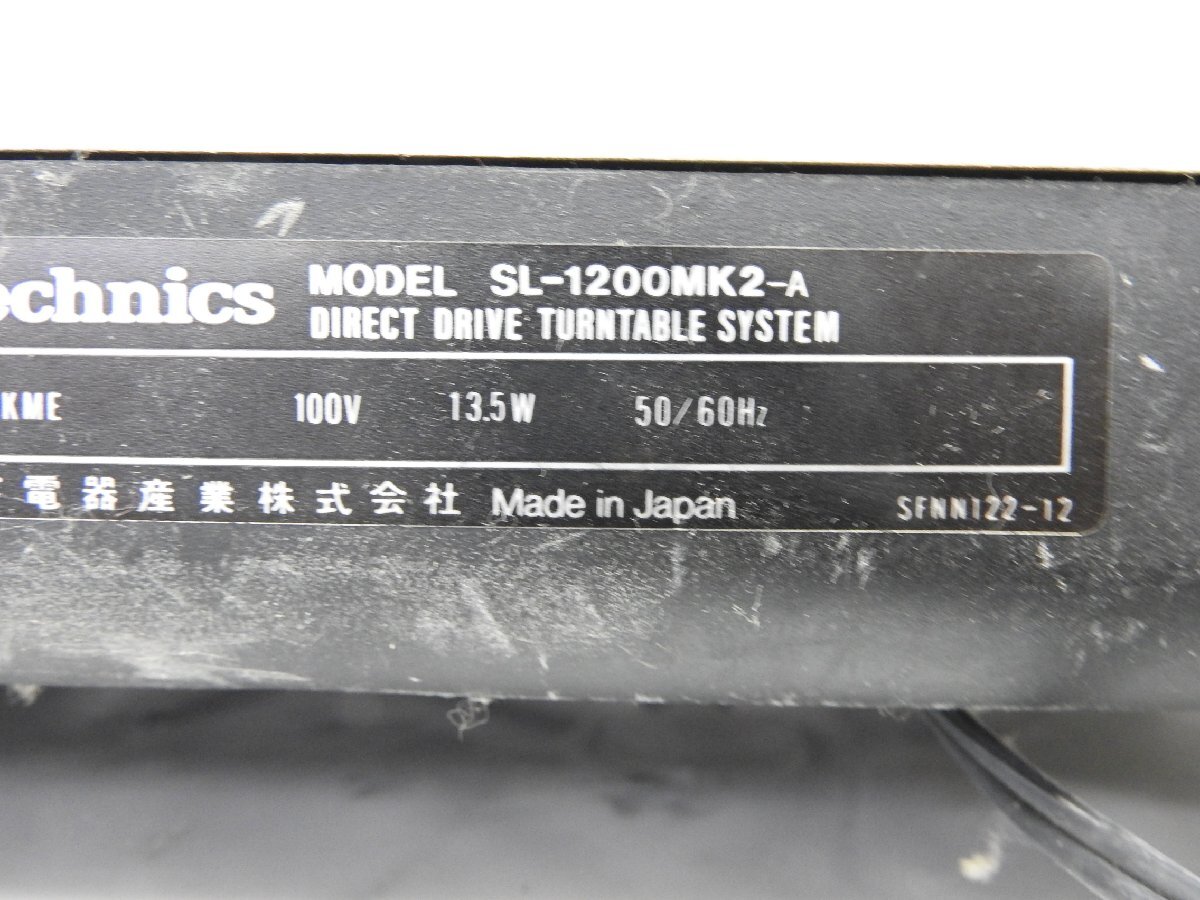 echnics MODEL SL-1200MK2-A
DIRECT DRIVE TURNTABLE SYSTEM
KME 100V 13.5W 50/60Hz
電器産業株式会社 Made in Japan SFNN122-12